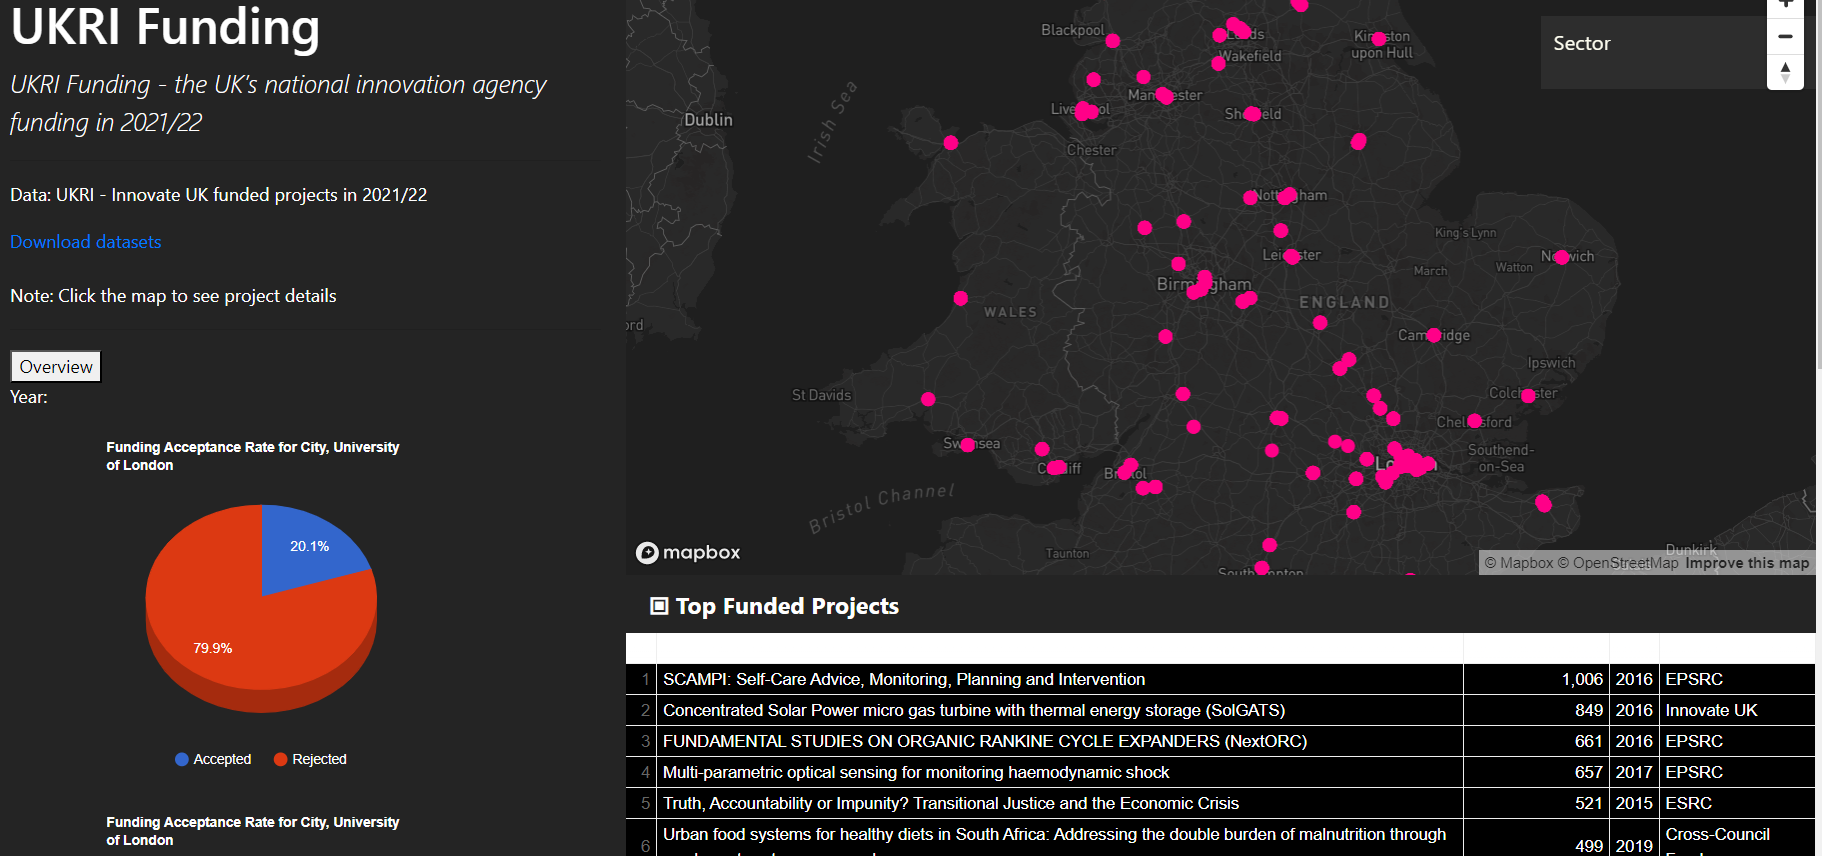 UKRI Funding
UKRI Funding - the UK's national innovation agency
funding in 2021/22
Data: UKRI - Innovate UK funded projects in 2021/22
Download datasets
Note: Click the map to see project details
Overview
Year:
Funding Acceptance Rate for City, University
of London
20.1%
79.9%
Accepted
Rejected
Funding Acceptance Rate for City, University
of London
Blackpool
Leeds
Wakefield
Kingston
upon Hull
Sector
Irish Sea
Dublin
Manchester
Liverpool
Sheffield
Chester
Nottingham
King's Lynn
Leicester
March
Watton
Norwich
Birmingham
ENGLAND
WALES
ord
Cambridge
Ipswich
St Davids
Colchester
Chelmsford
Swansea
Southend-
on-Sea
Cardiff
Bristol
London
Bristol Channel
mapbox
Taunton
Southampton
Dunkirk
© Mapbox © OpenStreetMap Improve this map
Top Funded Projects
1 SCAMPI: Self-Care Advice, Monitoring, Planning and Intervention 1,006 2016 EPSRC
2 Concentrated Solar Power micro gas turbine with thermal energy storage (SolGATS) 849 2016 Innovate UK
3 FUNDAMENTAL STUDIES ON ORGANIC RANKINE CYCLE EXPANDERS (NextORC) 661 2016 EPSRC
4 Multi-parametric optical sensing for monitoring haemodynamic shock 657 2017 EPSRC
5 Truth, Accountability or Impunity? Transitional Justice and the Economic Crisis 521 2015 ESRC
6 Urban food systems for healthy diets in South Africa: Addressing the double burden of malnutrition through 499 2019 Cross-Council